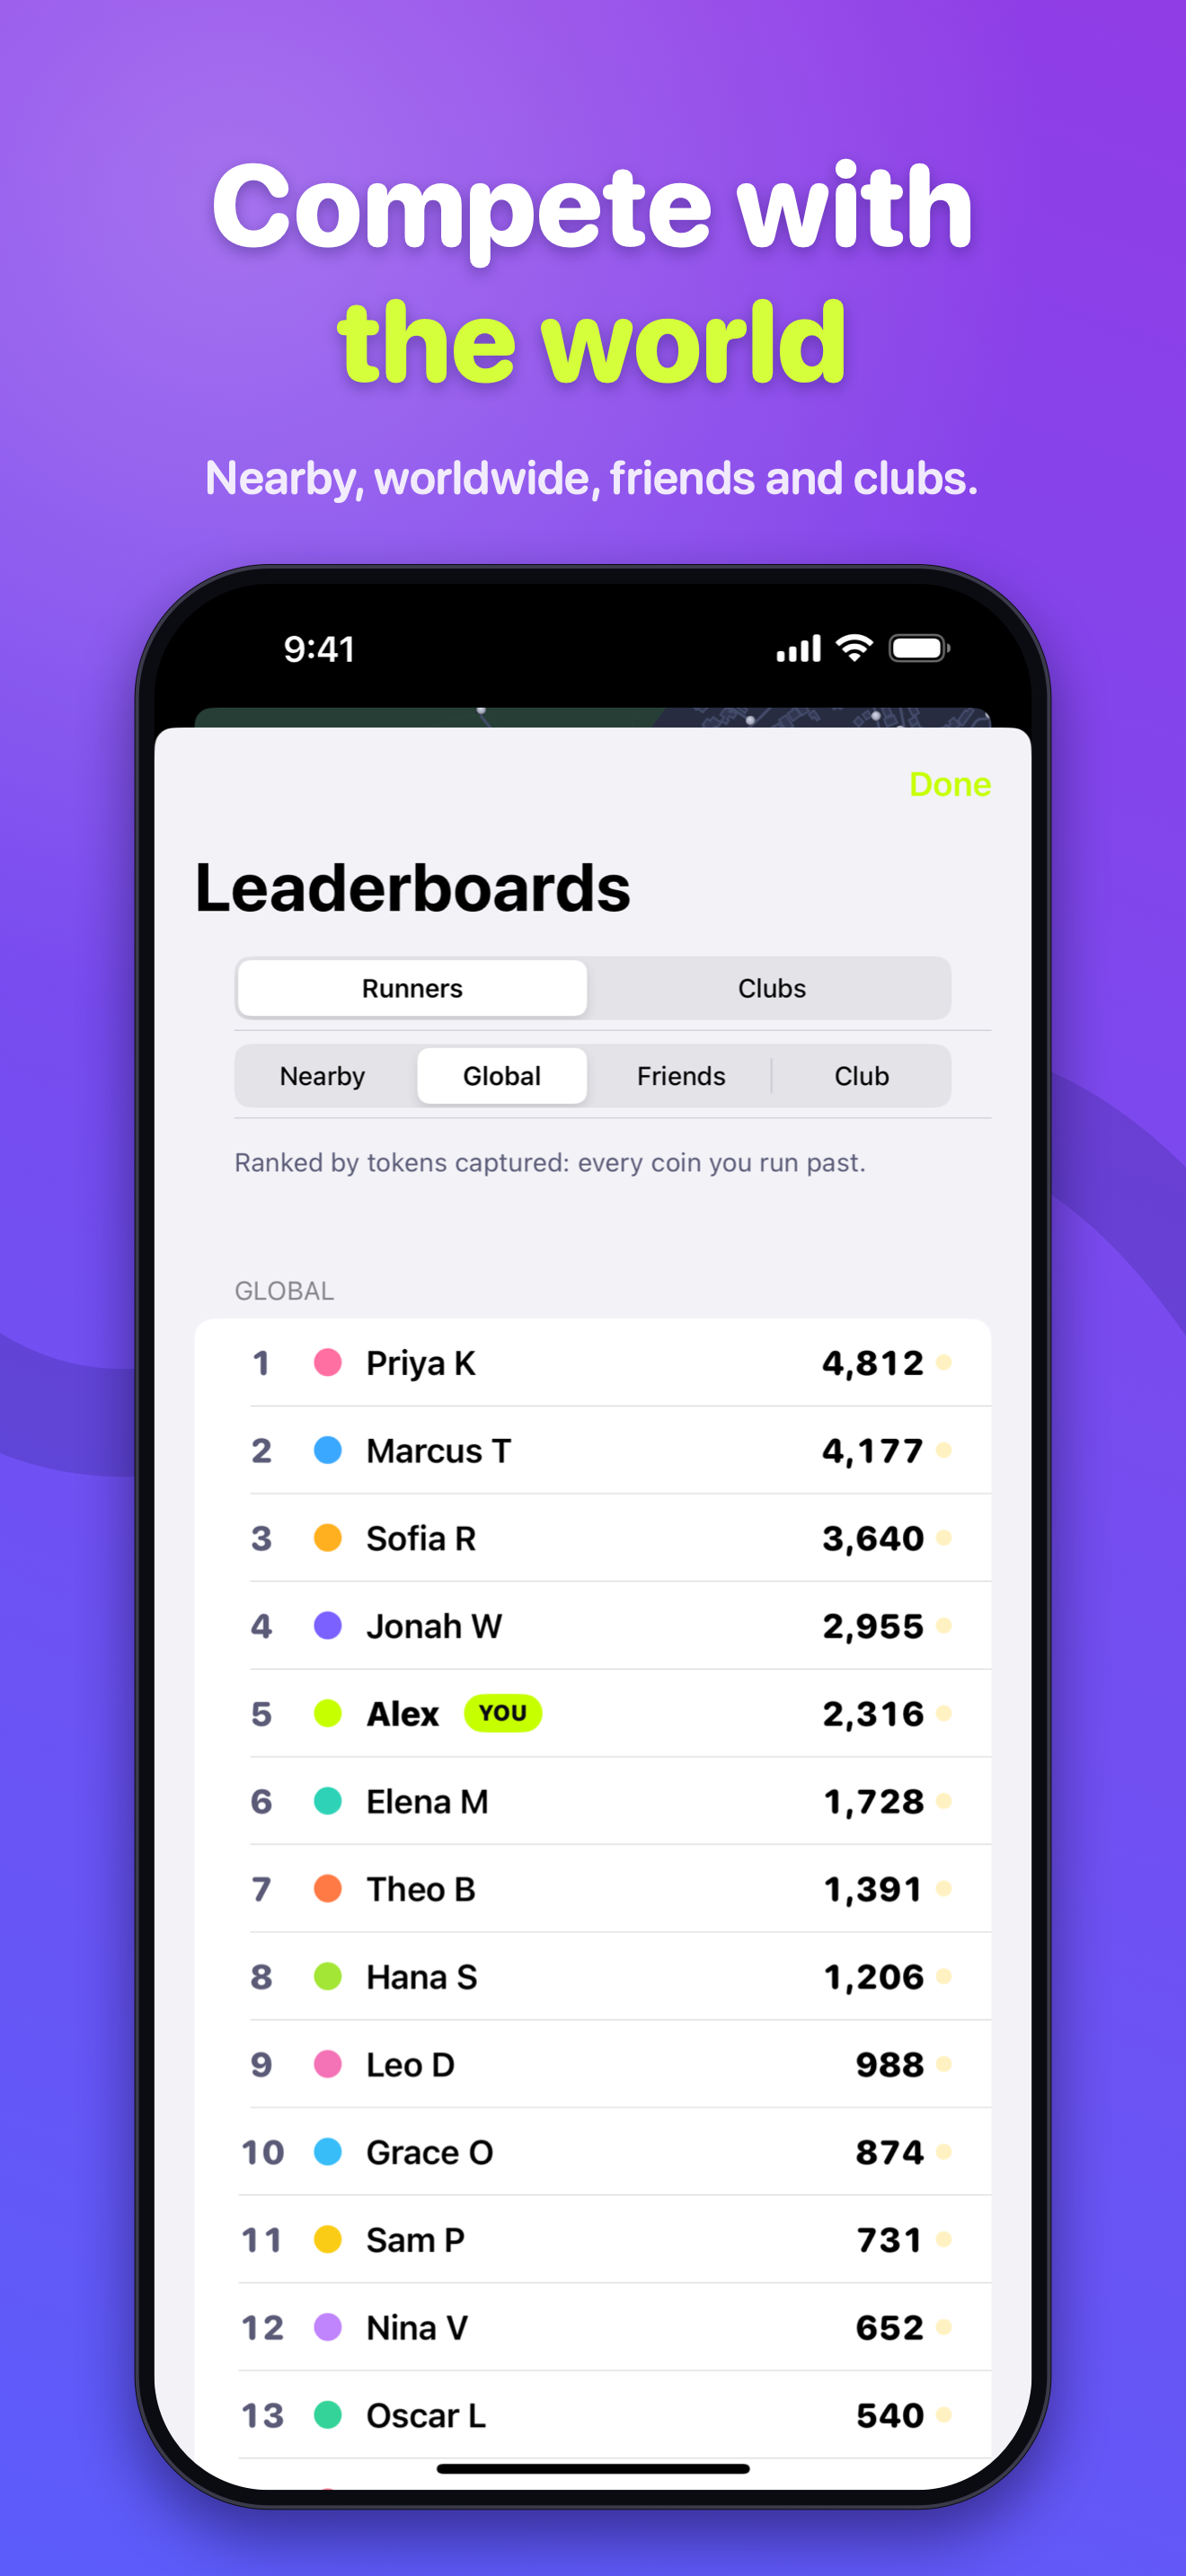 Compete with
the world
Nearby, worldwide, friends and clubs.
9:41
Done
Leaderboards
Runners Clubs
Nearby Global Friends Club
Ranked by tokens captured: every coin you run past.
GLOBAL
1 Priya K 4,812
2 Marcus T 4,177
3 Sofia R 3,640
4 Jonah W 2,955
5 Alex YOU 2,316
6 Elena M 1,728
7 Theo B 1,391
8 Hana S 1,206
9 Leo D 988
10 Grace O 874
11 Sam P 731
12 Nina V 652
13 Oscar L 540